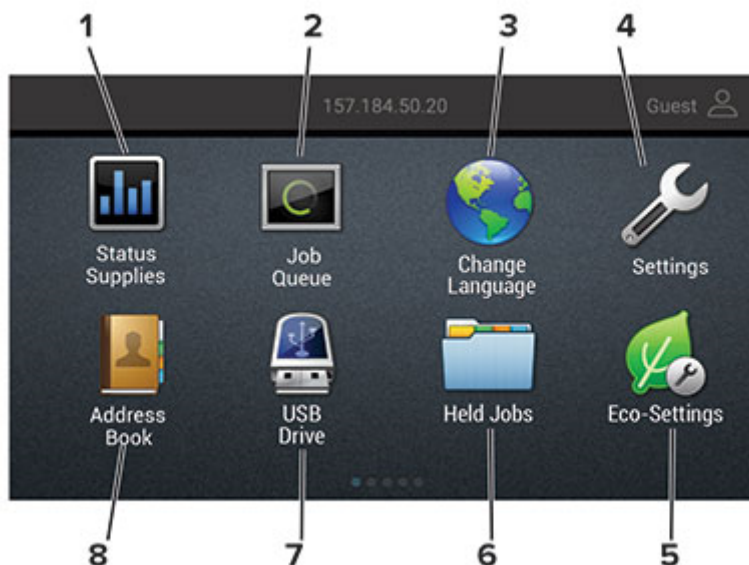 1 2 3 4
157.184.50.20 Guest
Status
Supplies
Job
Queue
Change
Language
Settings
Address
Book
USB
Drive
Held Jobs
Eco-Settings
8 7 6 5